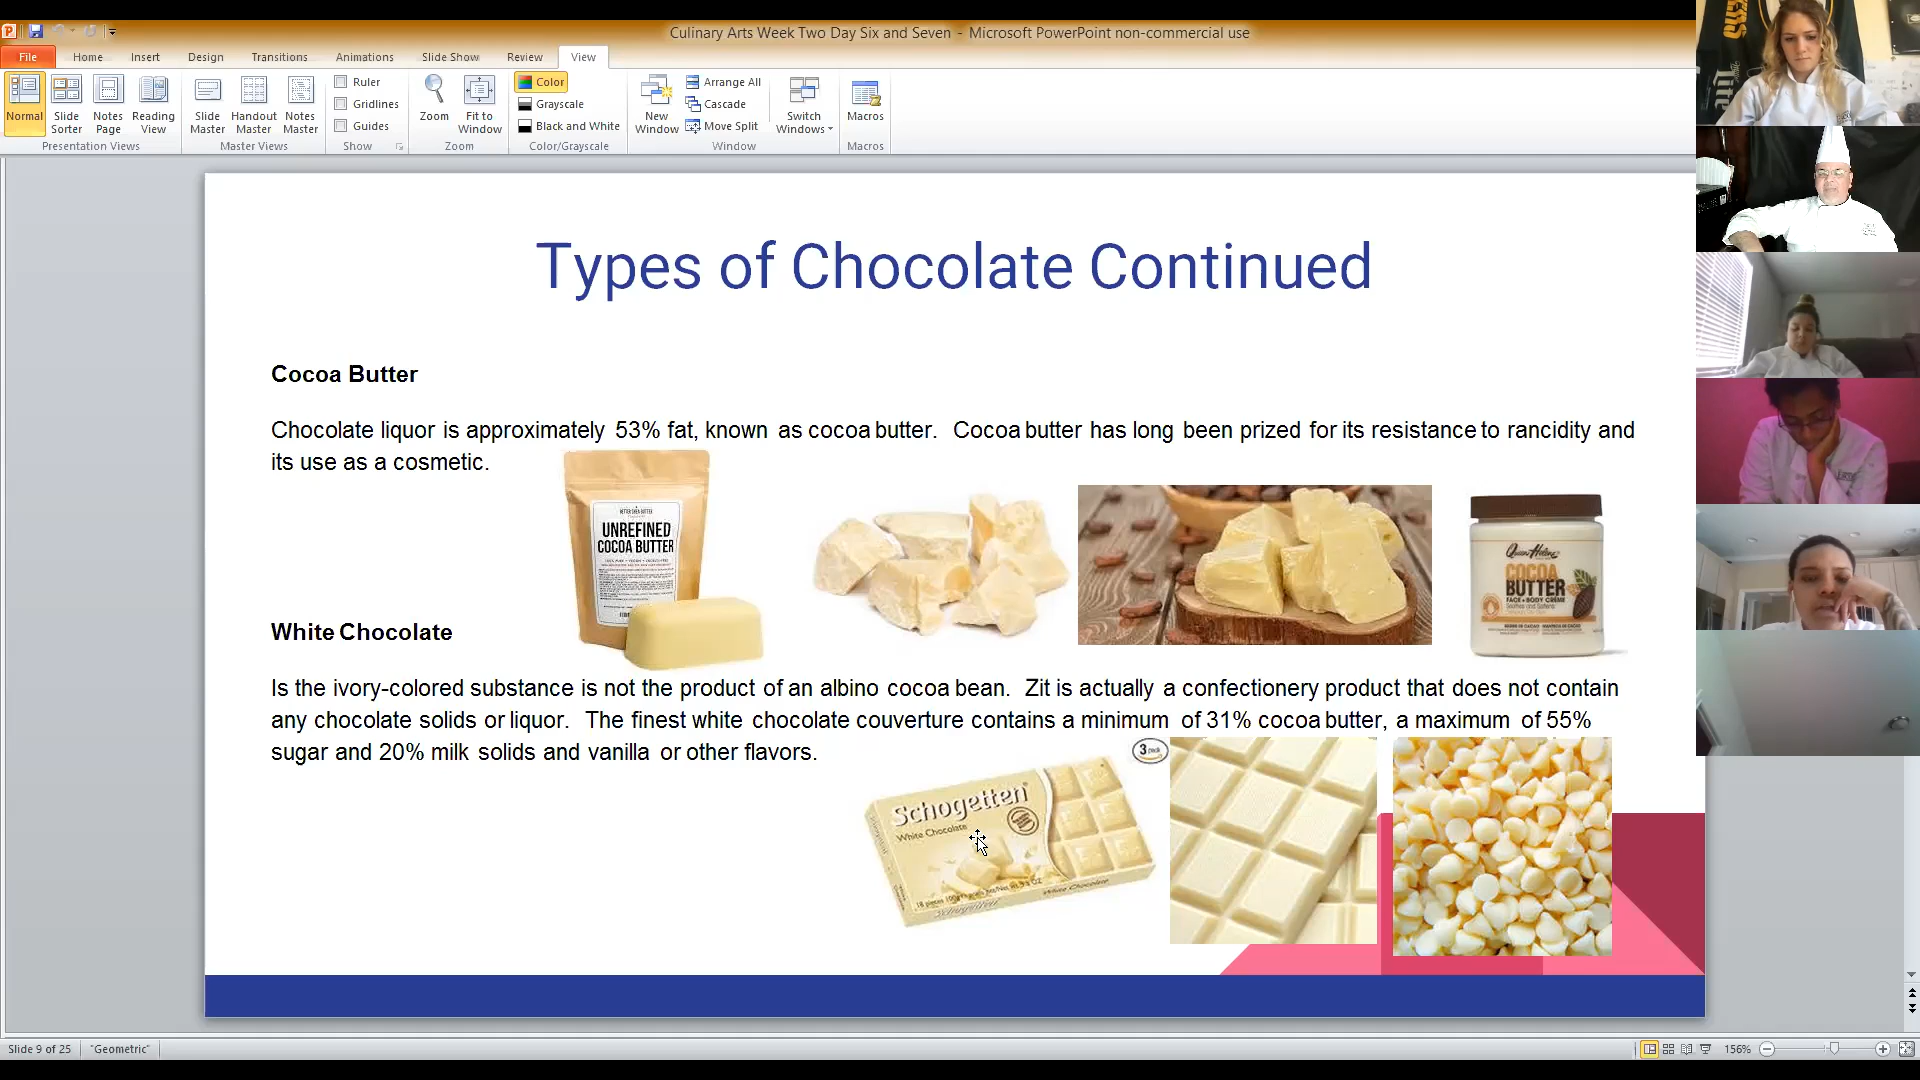 Culinary Arts Week Two Day Six and Seven - Microsoft PowerPoint non-commercial use
File Home Insert Design Transitions Animations Slide Show Review View
Ruler Color Arrange All
Gridlines Grayscale Cascade
Guides Black and White Move Split
Normal Slide Sorter Notes Page Reading View Slide Master Handout Master Notes Master Zoom Fit to Window New Window Switch Windows Macros
Presentation Views Master Views Show Zoom Color/Grayscale Window Macros
Types of Chocolate Continued
Cocoa Butter
Chocolate liquor is approximately 53% fat, known as cocoa butter. Cocoa butter has long been prized for its resistance to rancidity and
its use as a cosmetic.
BETTER SHEA BUTTER
UNREFINED
COCOA BUTTER
Queen Helene
COCOA
BUTTER
FACE + BODY CREME
White Chocolate
Is the ivory-colored substance is not the product of an albino cocoa bean. Zit is actually a confectionery product that does not contain
any chocolate solids or liquor. The finest white chocolate couverture contains a minimum of 31% cocoa butter, a maximum of 55%
sugar and 20% milk solids and vanilla or other flavors.
3 pack
Schogetten
White Chocolate
White Chocolate
Schogetten
Slide 9 of 25 "Geometric" 156%